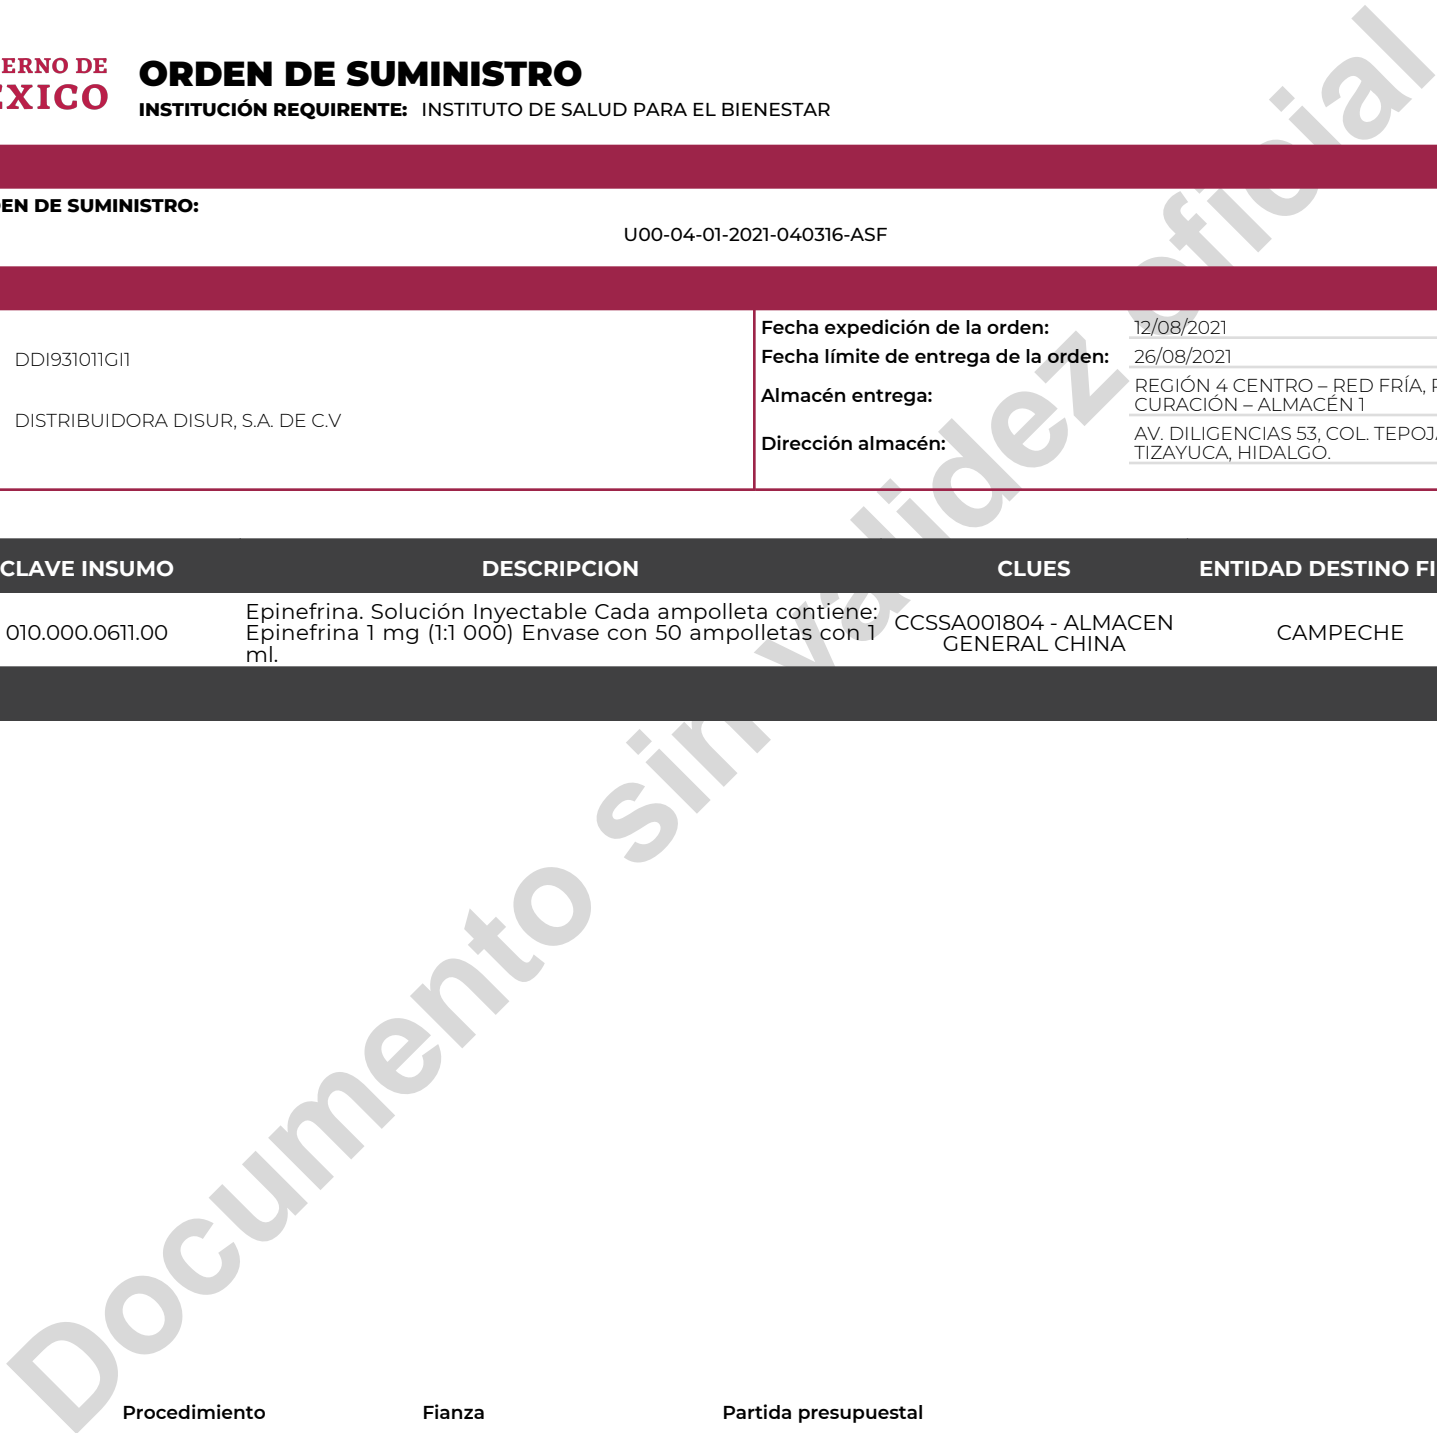 ERNO DE
ORDEN DE SUMINISTRO
XICO
INSTITUCIÓN REQUIRENTE: INSTITUTO DE SALUD PARA EL BIENESTAR
EN DE SUMINISTRO:
U00-04-01-2021-040316-ASF
DDI931011GI1
DISTRIBUIDORA DISUR, S.A. DE C.V
Fecha expedición de la orden: 12/08/2021
Fecha límite de entrega de la orden: 26/08/2021
Almacén entrega: REGIÓN 4 CENTRO – RED FRÍA,
CURACIÓN – ALMACÉN 1
Dirección almacén: AV. DILIGENCIAS 53, COL. TEPOJ
TIZAYUCA, HIDALGO.
CLAVE INSUMO DESCRIPCION CLUES ENTIDAD DESTINO FI
010.000.0611.00
Epinefrina. Solución Inyectable Cada ampolleta contiene:
Epinefrina 1 mg (1:1 000) Envase con 50 ampolletas con 1
ml.
CCSSA001804 - ALMACEN
GENERAL CHINA
CAMPECHE
Documento sin validez oficial
Procedimiento Fianza Partida presupuestal